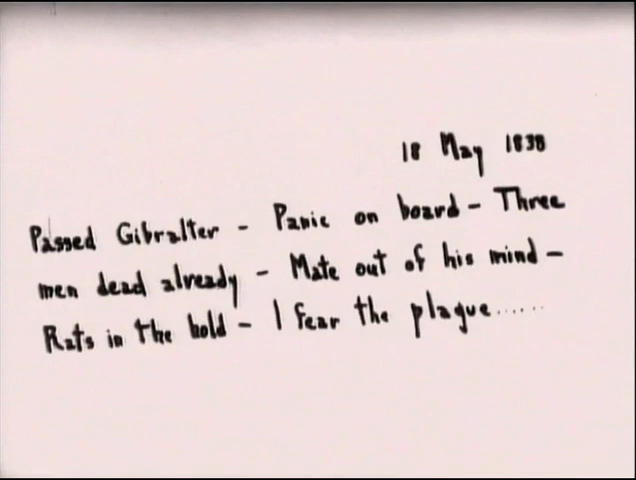 18 May 1838
Passed Gibralter - Panic on board - Three
men dead already - Mate out of his mind -
Rats in the hold - I fear the plague......